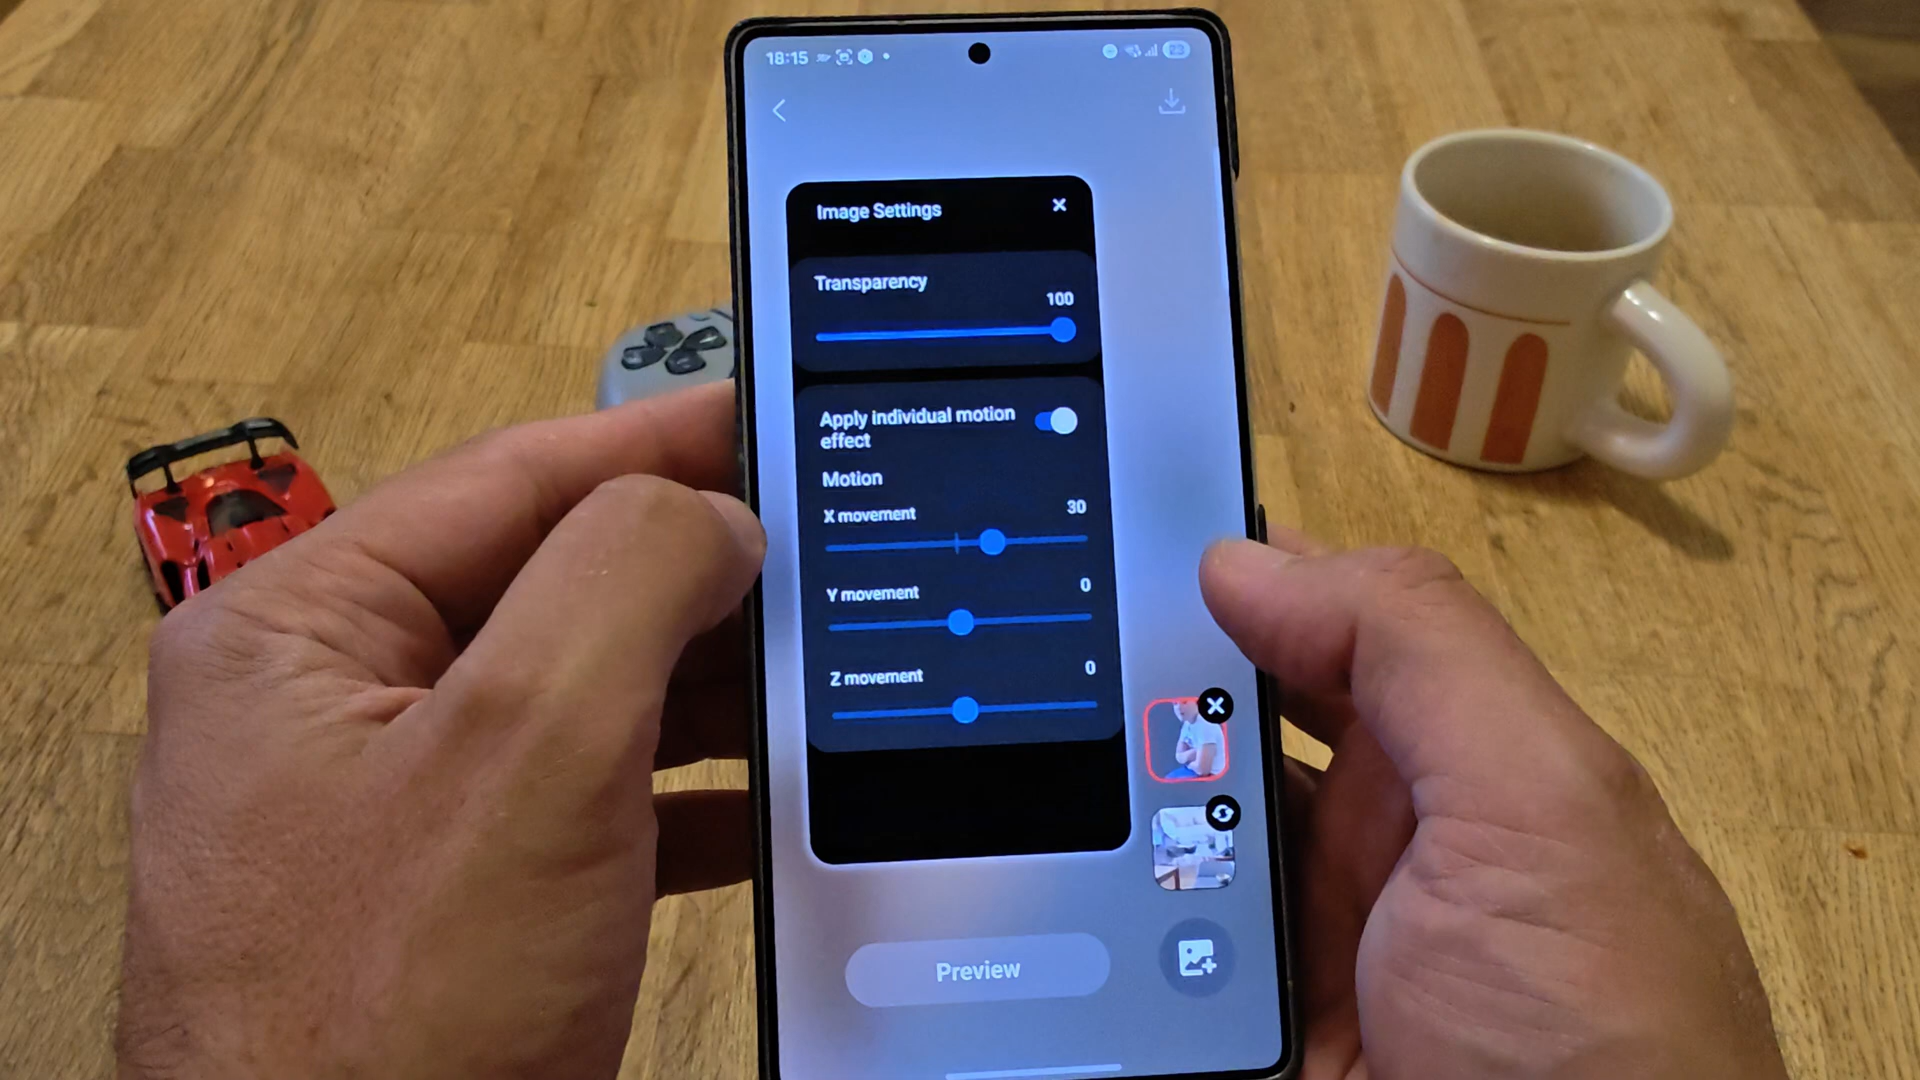 18:15
Image Settings
Transparency
100
Apply individual motion
effect
Motion
X movement
30
Y movement
0
Z movement
0
Preview